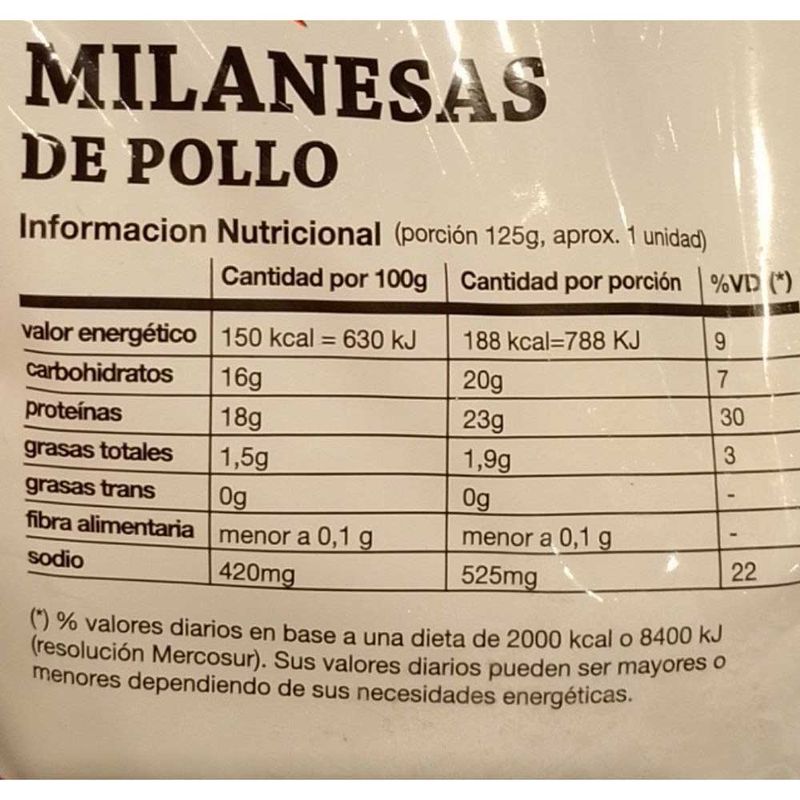 MILANESAS
DE POLLO
Informacion Nutricional (porción 125g, aprox. 1 unidad)
Cantidad por 100g Cantidad por porción %VD (*)
valor energético 150 kcal = 630 kJ 188 kcal=788 KJ 9
carbohidratos 16g 20g 7
proteínas 18g 23g 30
grasas totales 1,5g 1,9g 3
grasas trans 0g 0g -
fibra alimentaria menor a 0,1 g menor a 0,1 g -
sodio 420mg 525mg 22
(*) % valores diarios en base a una dieta de 2000 kcal o 8400 kJ
(resolución Mercosur). Sus valores diarios pueden ser mayores o
menores dependiendo de sus necesidades energéticas.